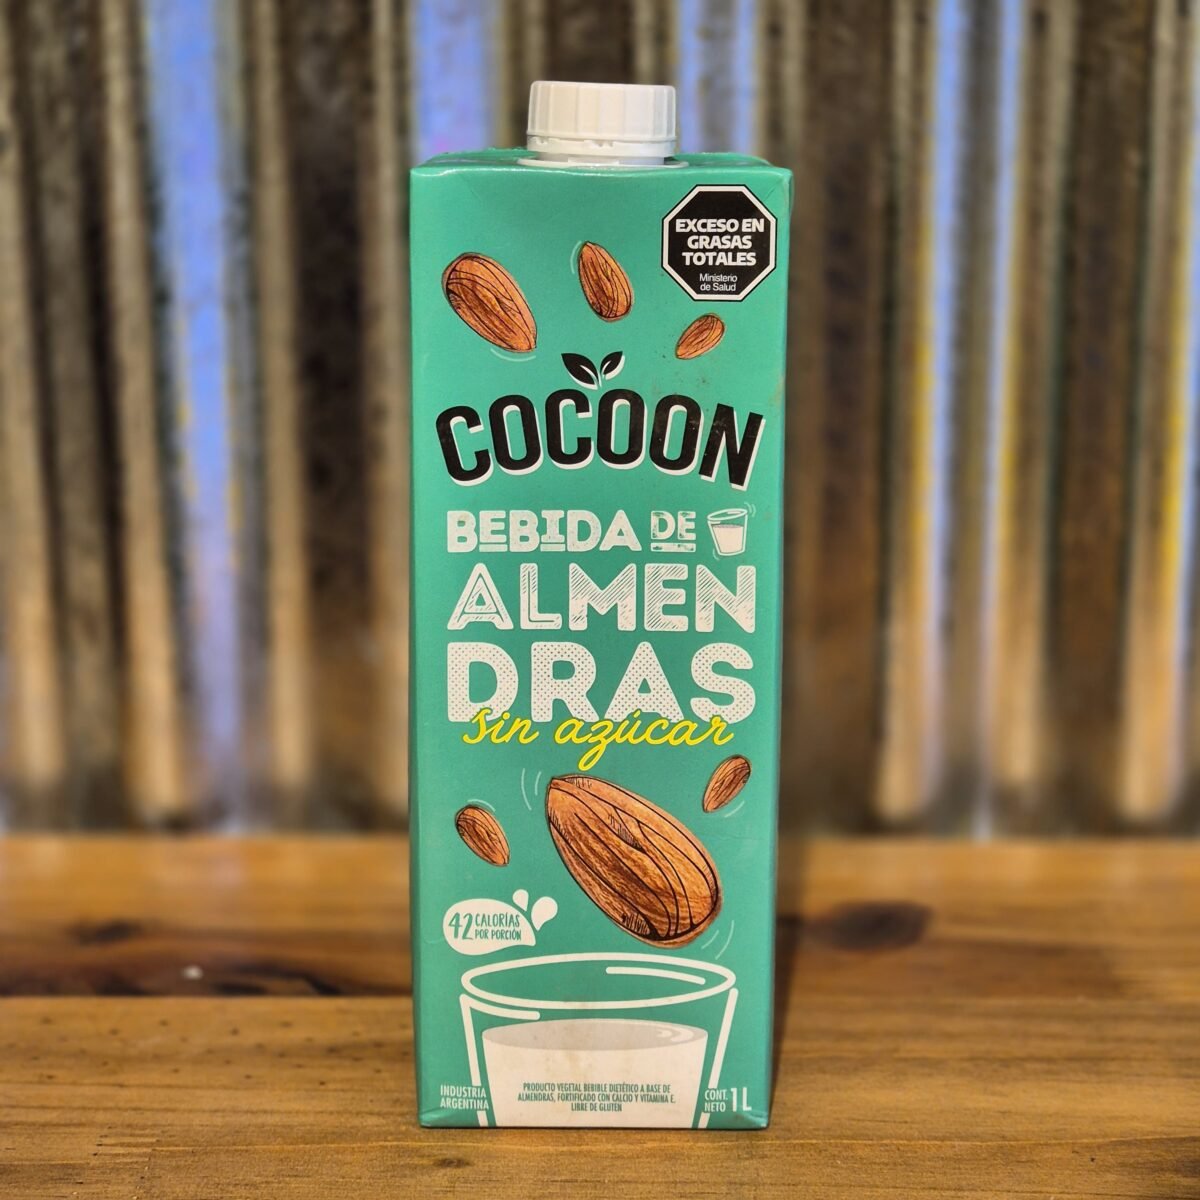 EXCESO EN
GRASAS
TOTALES
Ministerio
de Salud
COCOON
BEBIDA DE
ALMEN
DRAS
sin azúcar
42 CALORÍAS
POR PORCIÓN
INDUSTRIA
ARGENTINA
PRODUCTO VEGETAL BEBIBLE DIETÉTICO A BASE DE
ALMENDRAS, FORTIFICADO CON CALCIO Y VITAMINA E.
LIBRE DE GLUTEN
CONT.
NETO 1L